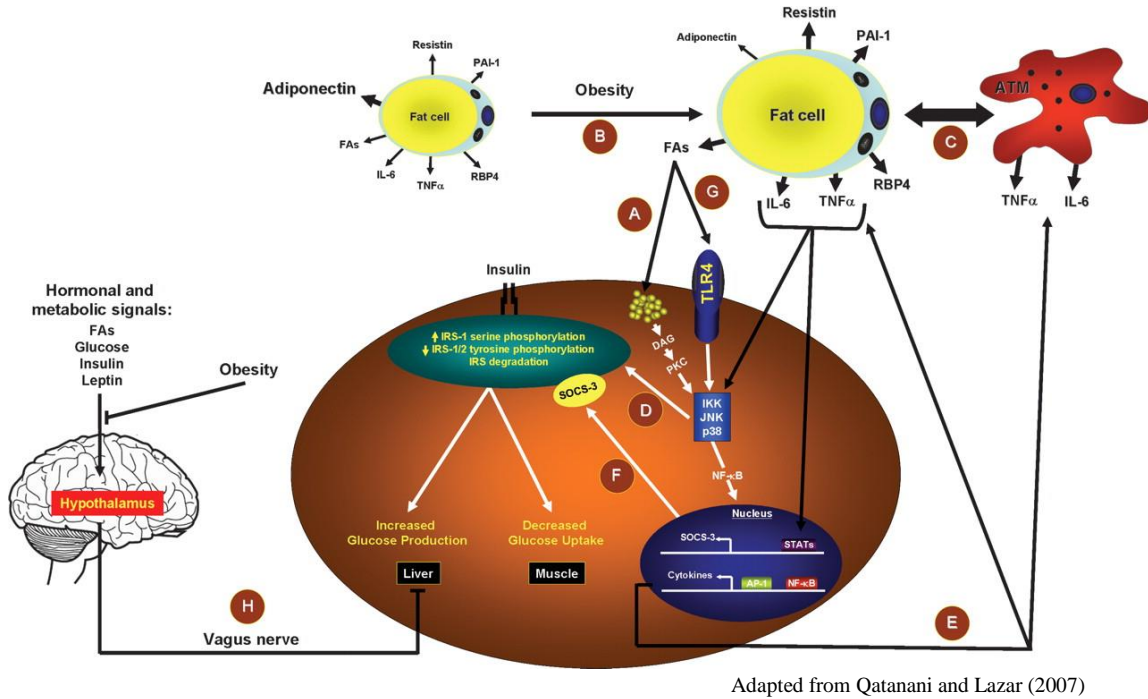 Resistin
PAI-1
Adiponectin
Fat cell
FAs
IL-6
TNFα
RBP4
Obesity
B
Resistin
PAI-1
Adiponectin
Fat cell
FAs
IL-6
TNFα
RBP4
C
ATM
TNFα
IL-6
A
G
Hormonal and
metabolic signals:
FAs
Glucose
Insulin
Leptin
Obesity
Hypothalamus
H
Vagus nerve
Insulin
IRS-1 serine phosphorylation
IRS-1/2 tyrosine phosphorylation
IRS degradation
SOCS-3
TLR4
DAG
PKC
IKK
JNK
p38
D
F
NF-κB
Increased
Glucose Production
Liver
Decreased
Glucose Uptake
Muscle
Nucleus
SOCS-3
STATs
Cytokines
AP-1
NF-κB
E
Adapted from Qatanani and Lazar (2007)